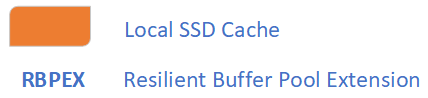 Local SSD Cache
RBPEX Resilient Buffer Pool Extension